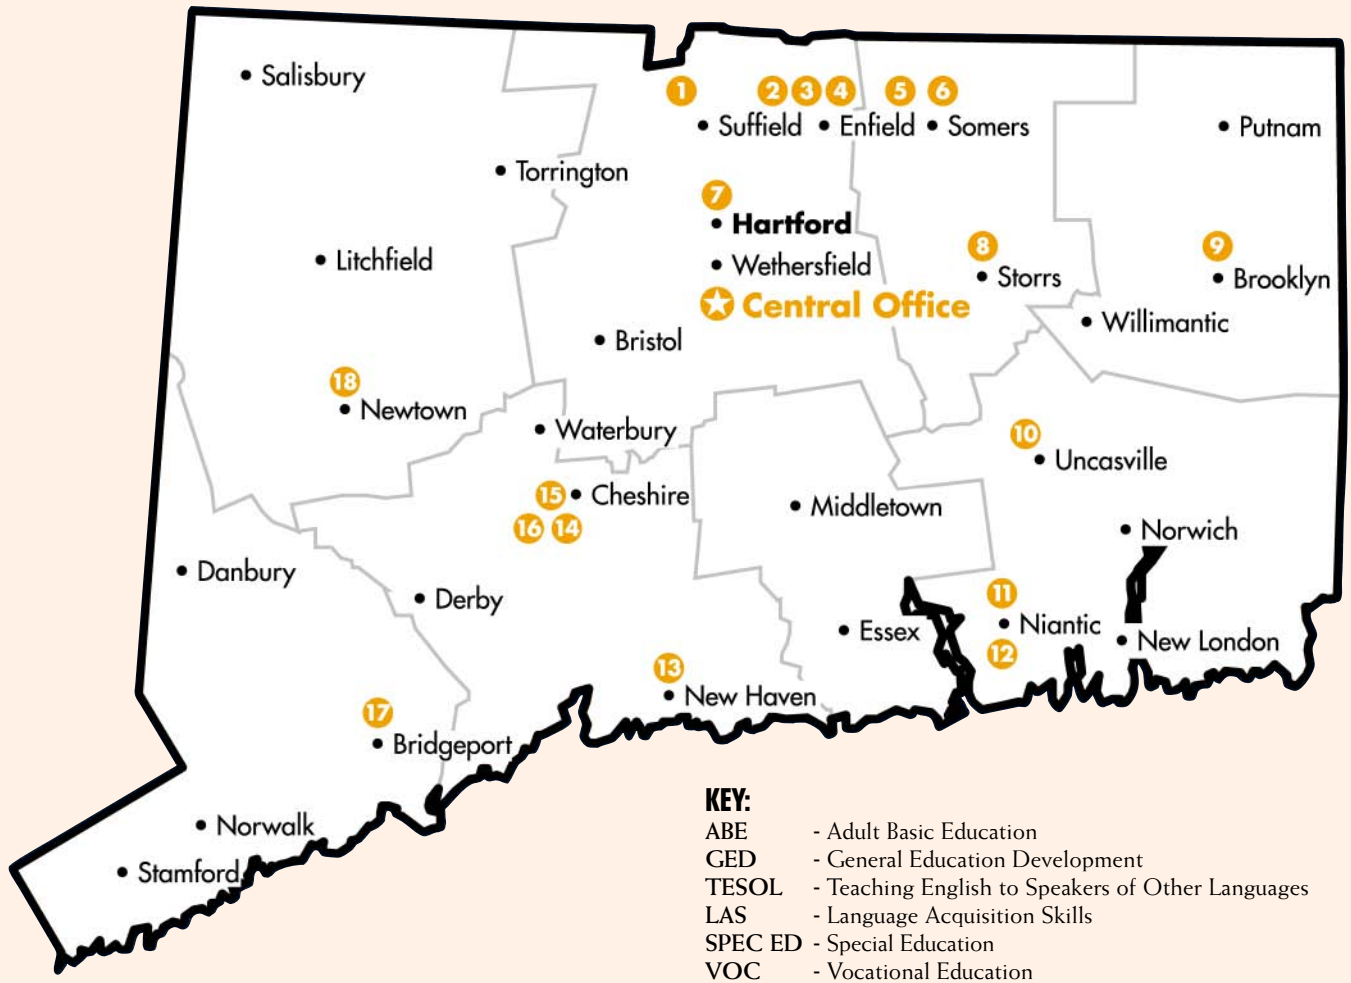 Salisbury
1 2 3 4 5 6
Suffield Enfield Somers Putnam
Torrington
7
Hartford
8 9
Litchfield Wethersfield
Storrs Brooklyn
Central Office
Willimantic
Bristol
18
Newtown
Waterbury
10
Uncasville
15 Cheshire
Middletown
16 14
Norwich
Danbury
Derby
11
Essex Niantic
New London
12
13
New Haven
17
Bridgeport
Norwalk
Stamford
KEY:
ABE - Adult Basic Education
GED - General Education Development
TESOL - Teaching English to Speakers of Other Languages
LAS - Language Acquisition Skills
SPEC ED - Special Education
VOC - Vocational Education